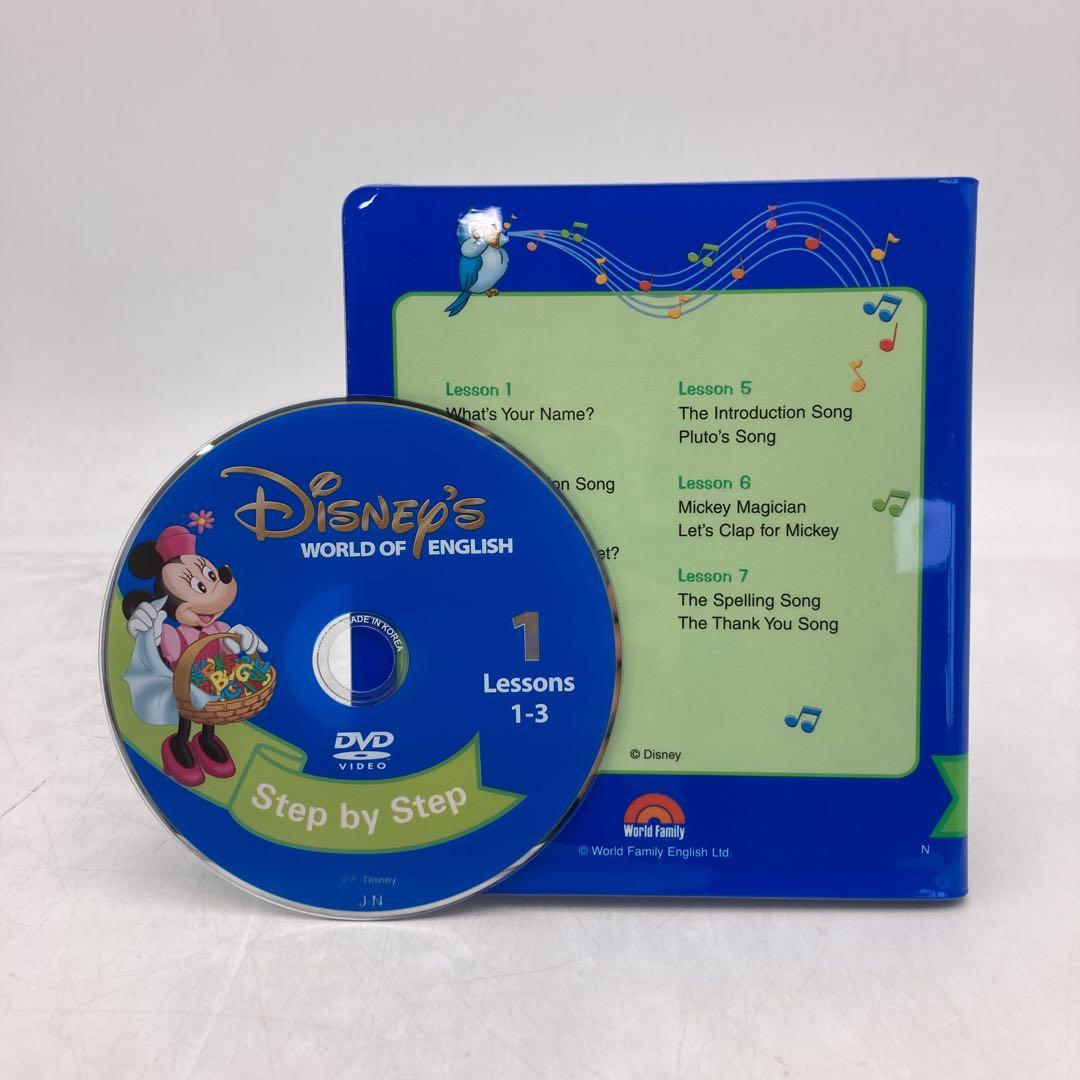 Lesson 1
What's Your Name?
on Song
et?
Lesson 5
The Introduction Song
Pluto's Song
Lesson 6
Mickey Magician
Let's Clap for Mickey
Lesson 7
The Spelling Song
The Thank You Song
© Disney
World Family
© World Family English Ltd.
N
DISNEY'S
WORLD OF ENGLISH
MADE IN KOREA
1
Lessons
1-3
DVD
VIDEO
Step by Step
Disney
J-N